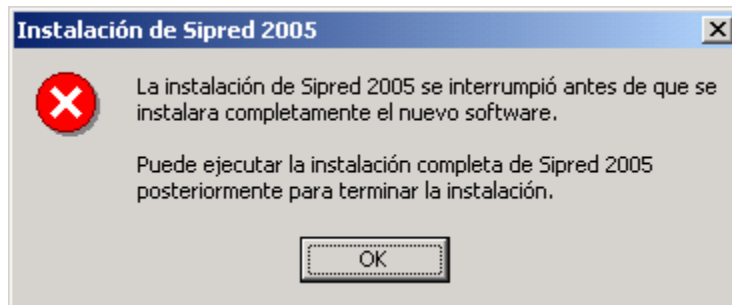 Instalación de Sipred 2005
La instalación de Sipred 2005 se interrumpió antes de que se
instalara completamente el nuevo software.
Puede ejecutar la instalación completa de Sipred 2005
posteriormente para terminar la instalación.
OK